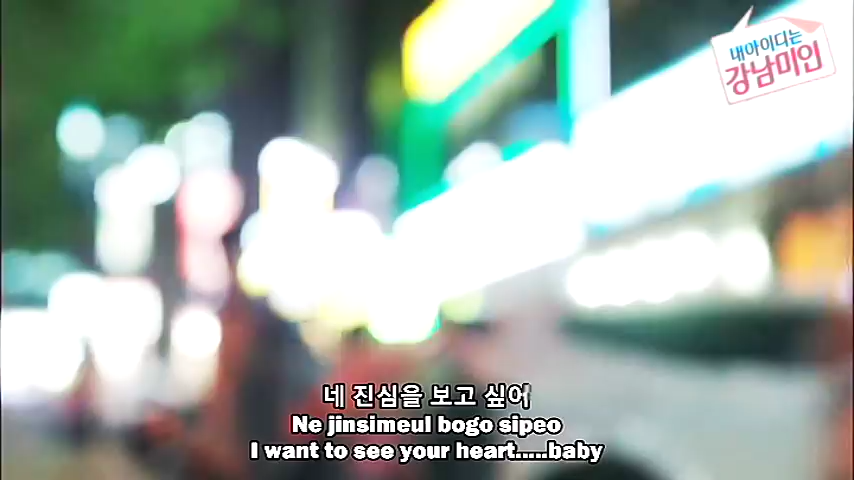 내아이디는
강남미인
네 진심을 보고 싶어
Ne jinsimeul bogo sipeo
I want to see your heart.....baby